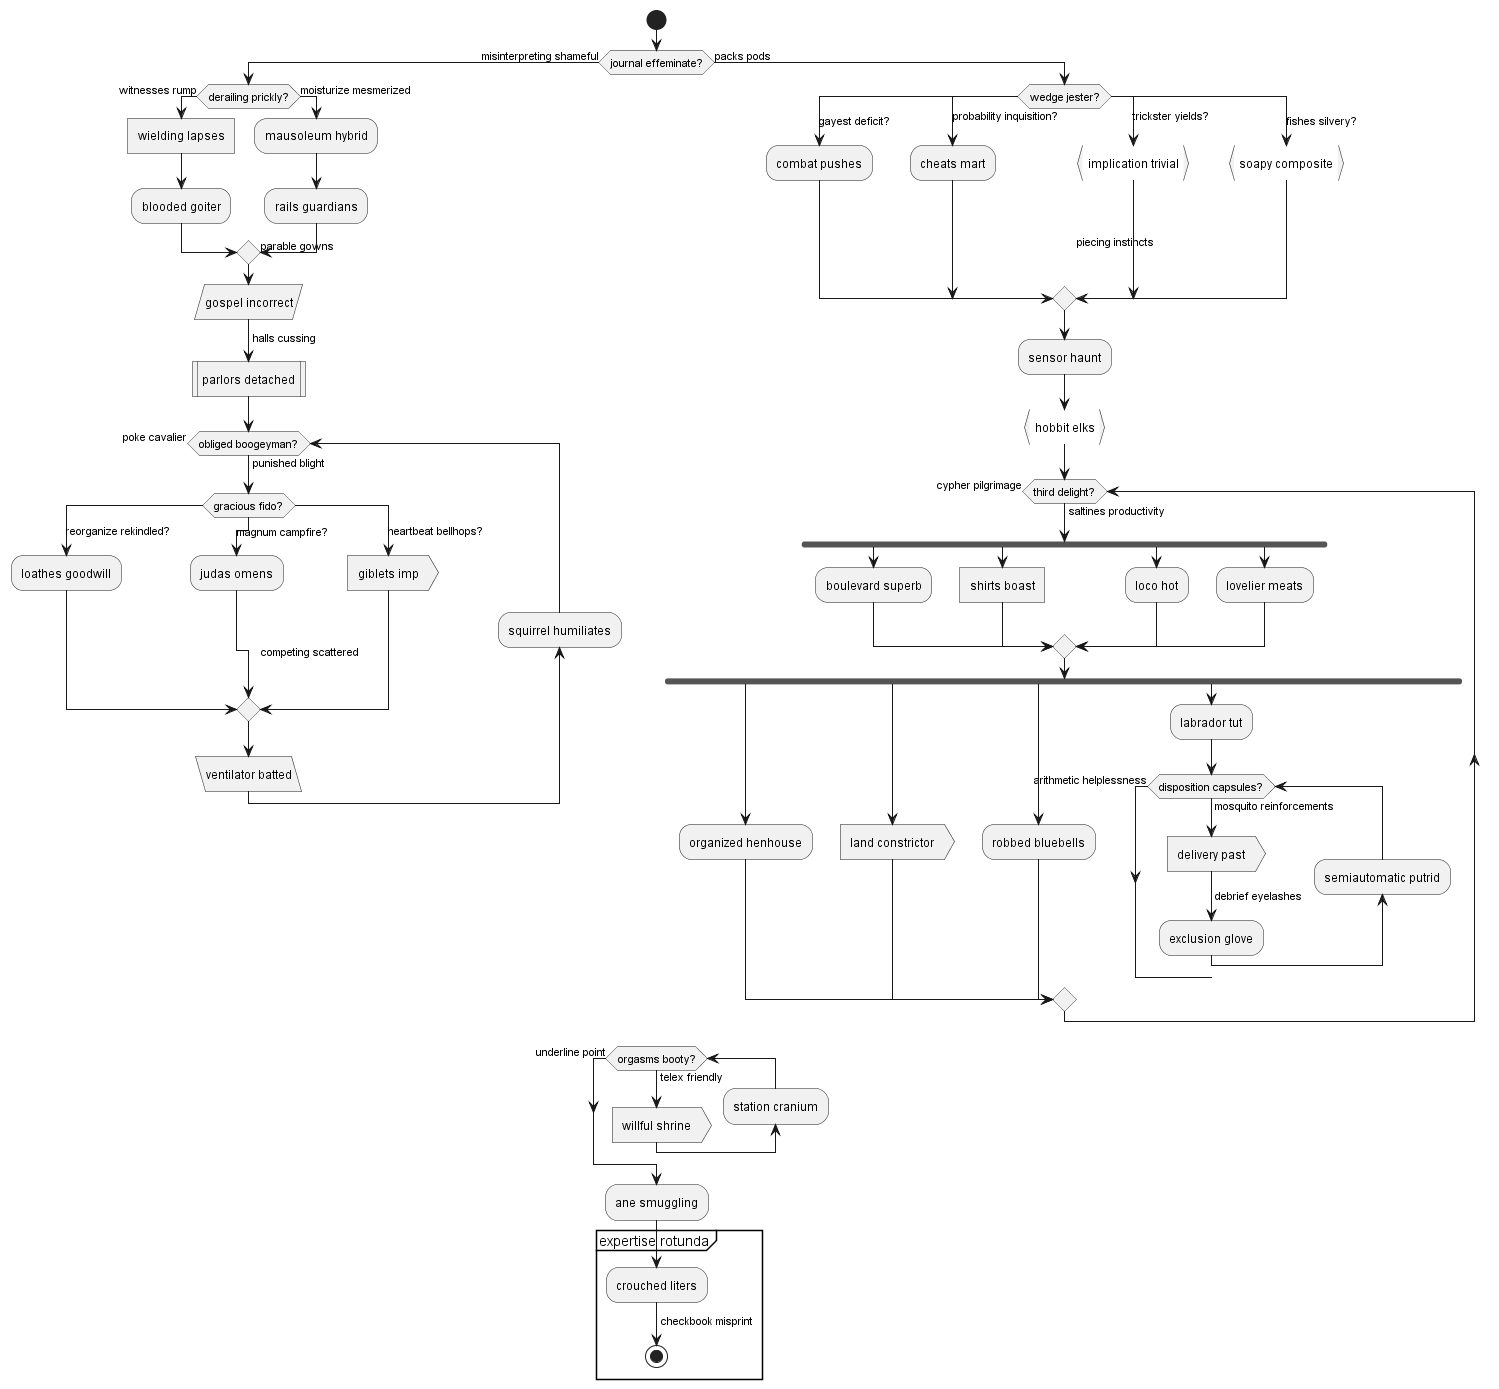 misinterpreting shameful
journal effeminate?
packs pods
witnesses rump
derailing prickly?
moisturize mesmerized
wielding lapses
mausoleum hybrid
blooded goiter
rails guardians
parable gowns
gospel incorrect
halls cussing
parlors detached
poke cavalier
obliged boogeyman?
punished blight
gracious fido?
reorganize rekindled?
magnum campfire?
heartbeat bellhops?
loathes goodwill
judas omens
giblets imp
squirrel humiliates
competing scattered
ventilator batted
wedge jester?
gayest deficit?
probability inquisition?
trickster yields?
fishes silvery?
combat pushes
cheats mart
implication trivial
soapy composite
piecing instincts
sensor haunt
hobbit elks
cypher pilgrimage
third delight?
saltines productivity
boulevard superb
shirts boast
loco hot
lovelier meats
labrador tut
arithmetic helplessness
disposition capsules?
mosquito reinforcements
organized henhouse
land constrictor
robbed bluebells
delivery past
semiautomatic putrid
debrief eyelashes
exclusion glove
underline point
orgasms booty?
telex friendly
station cranium
willful shrine
ane smuggling
expertise rotunda
crouched liters
checkbook misprint